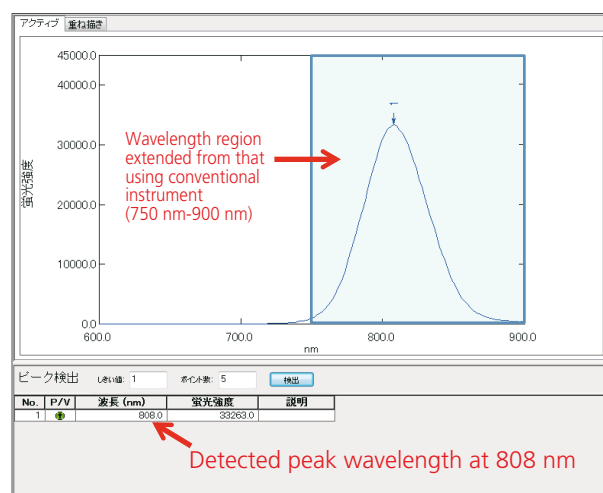 アクティブ 重ね描き
45000.0
40000.0
30000.0
20000.0
10000.0
0.0
蛍光強度
Wavelength region
extended from that
using conventional
instrument
(750 nm-900 nm)
1
600.0 700.0 800.0 900.0
nm
ピーク検出 しきい値: 1 ポイント数: 5 検出
No. P/V 波長 (nm) 蛍光強度 説明
1 808.0 33263.0
Detected peak wavelength at 808 nm